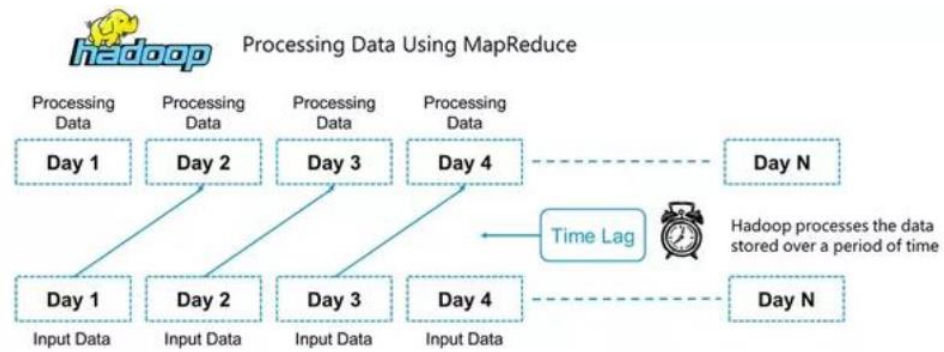 hadoop
Processing Data Using MapReduce
Processing Data
Processing Data
Processing Data
Processing Data
Day 1
Day 2
Day 3
Day 4
Day N
Time Lag
Hadoop processes the data
stored over a period of time
Day 1
Day 2
Day 3
Day 4
Day N
Input Data
Input Data
Input Data
Input Data